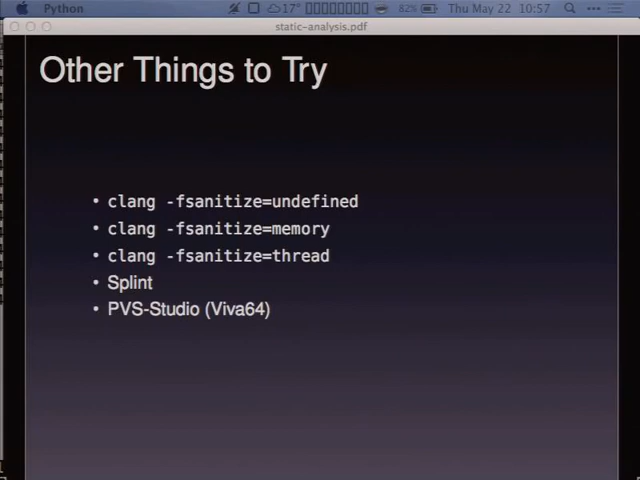 Python
17°
82%
Thu May 22
10:57
static-analysis.pdf
Other Things to Try
• clang -fsanitize=undefined
• clang -fsanitize=memory
• clang -fsanitize=thread
• Splint
• PVS-Studio (Viva64)